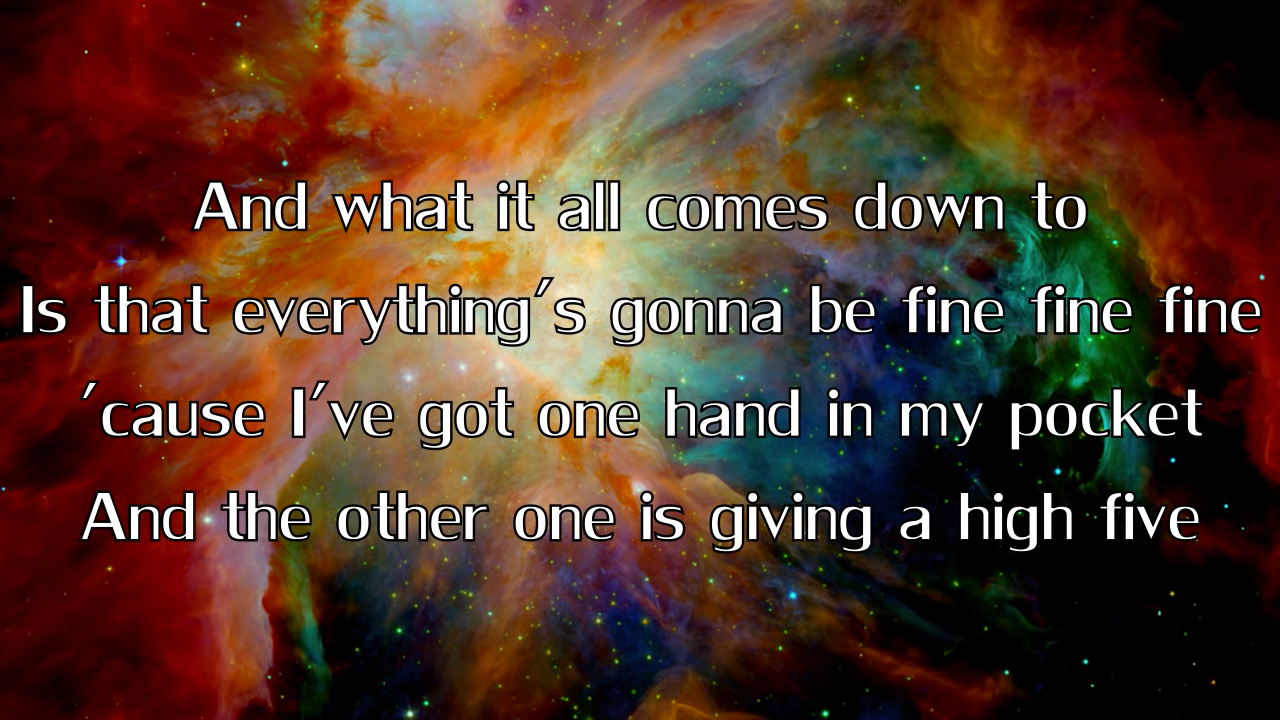 And what it all comes down to
Is that everything's gonna be fine fine fine
'cause I've got one hand in my pocket
And the other one is giving a high five